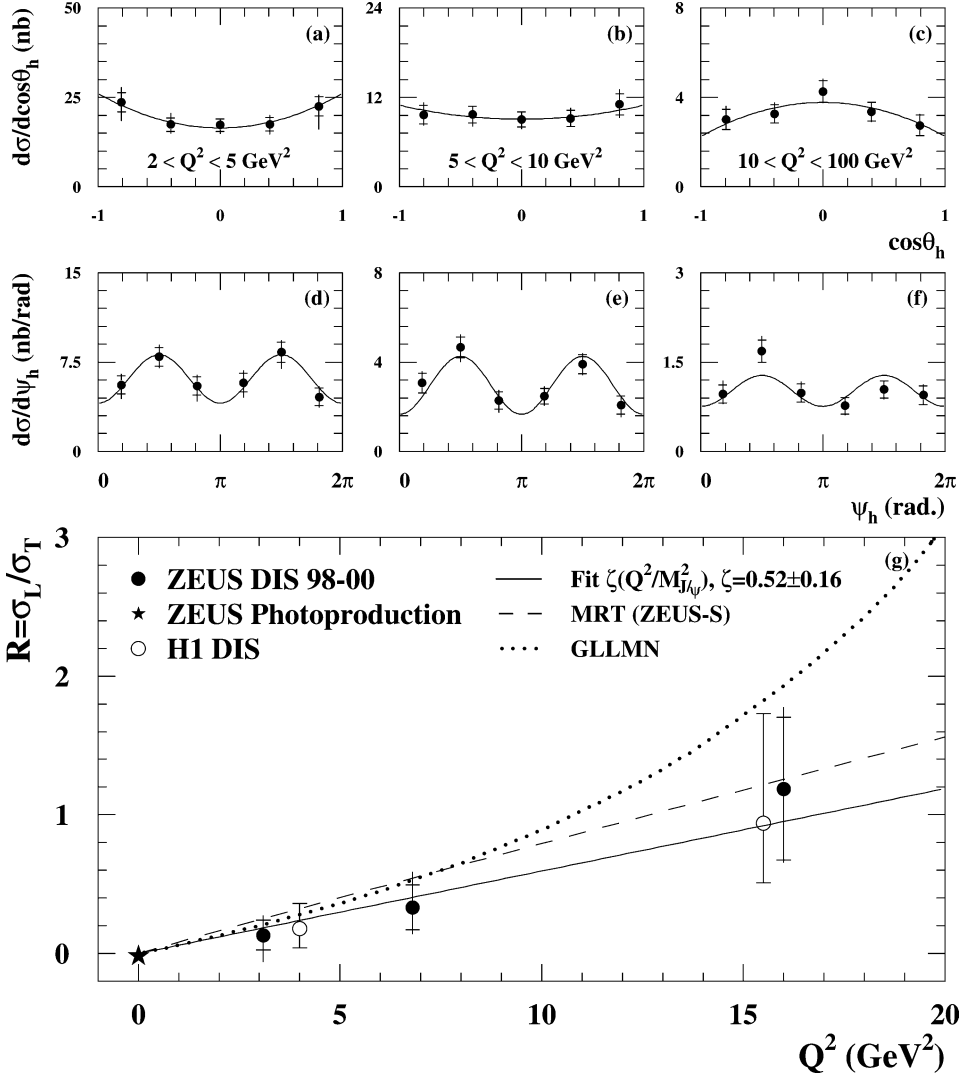 dσ/dcosθh (nb)
50
25
0
(a)
2 < Q² < 5 GeV²
-1 0 1
24
12
0
(b)
5 < Q² < 10 GeV²
-1 0 1
8
4
0
(c)
10 < Q² < 100 GeV²
-1 0 1
cosθh
dσ/dψh (nb/rad)
15
7.5
0
(d)
0 π 2π
8
4
0
(e)
0 π 2π
3
1.5
0
(f)
0 π 2π
ψh (rad.)
R=σL/σT
3
2
1
0
(g)
ZEUS DIS 98-00
ZEUS Photoproduction
H1 DIS
Fit ζ(Q²/M²J/ψ), ζ=0.52±0.16
MRT (ZEUS-S)
GLLMN
0 5 10 15 20
Q² (GeV²)